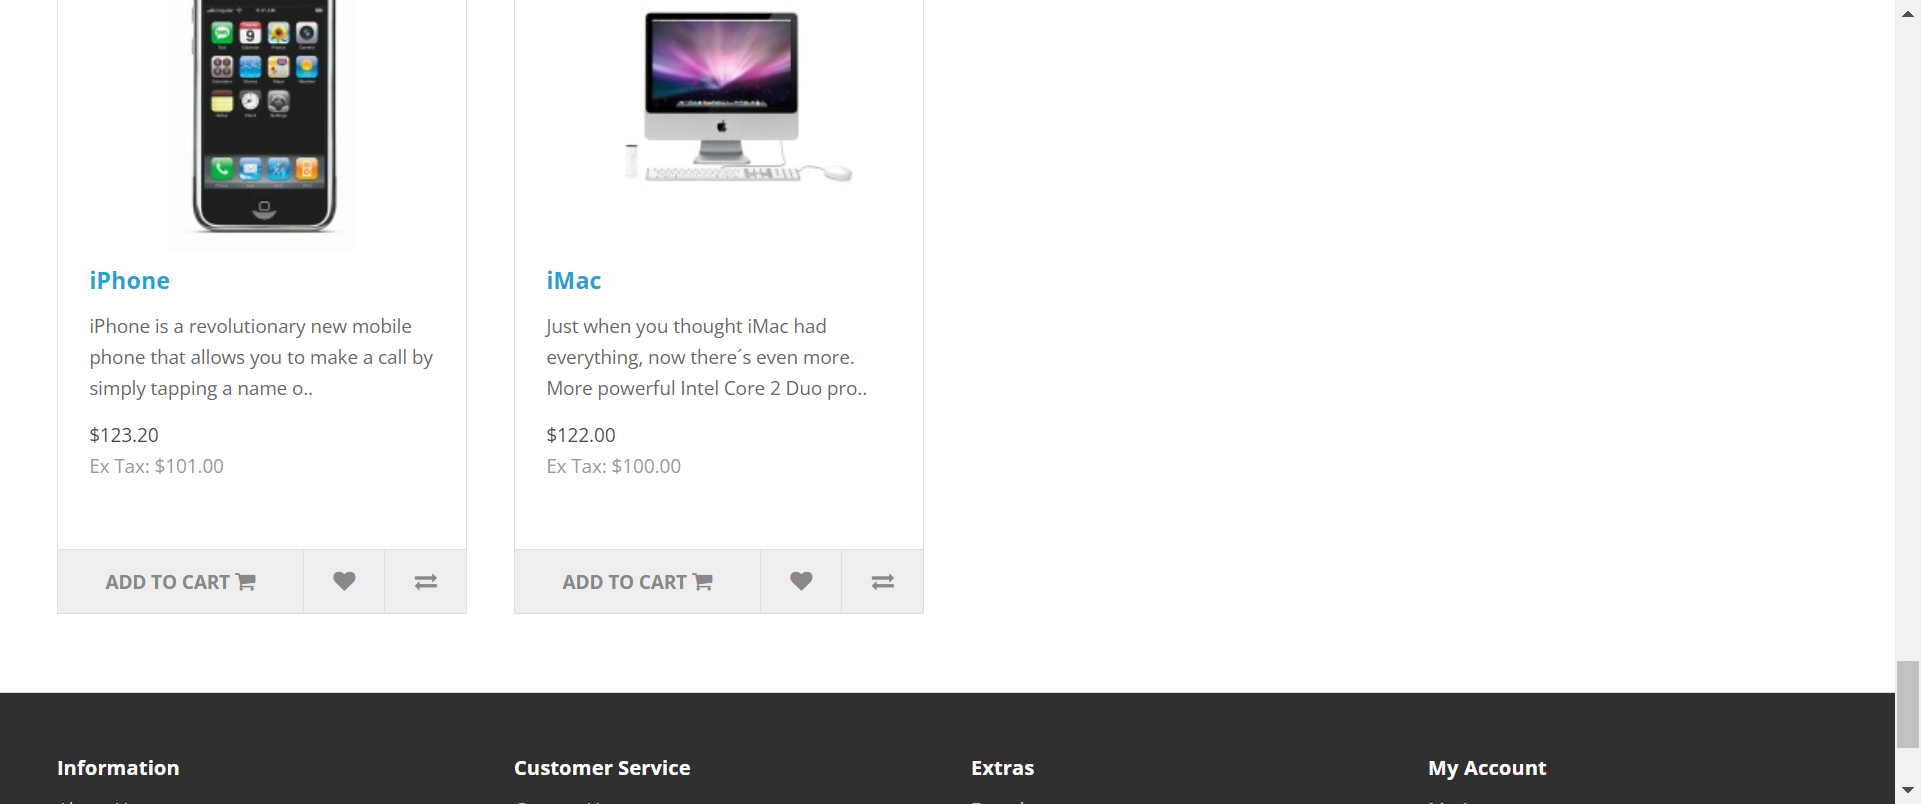 iPhone
iPhone is a revolutionary new mobile
phone that allows you to make a call by
simply tapping a name o..
$123.20
Ex Tax: $101.00
ADD TO CART
iMac
Just when you thought iMac had
everything, now there´s even more.
More powerful Intel Core 2 Duo pro..
$122.00
Ex Tax: $100.00
ADD TO CART
Information
Customer Service
Extras
My Account